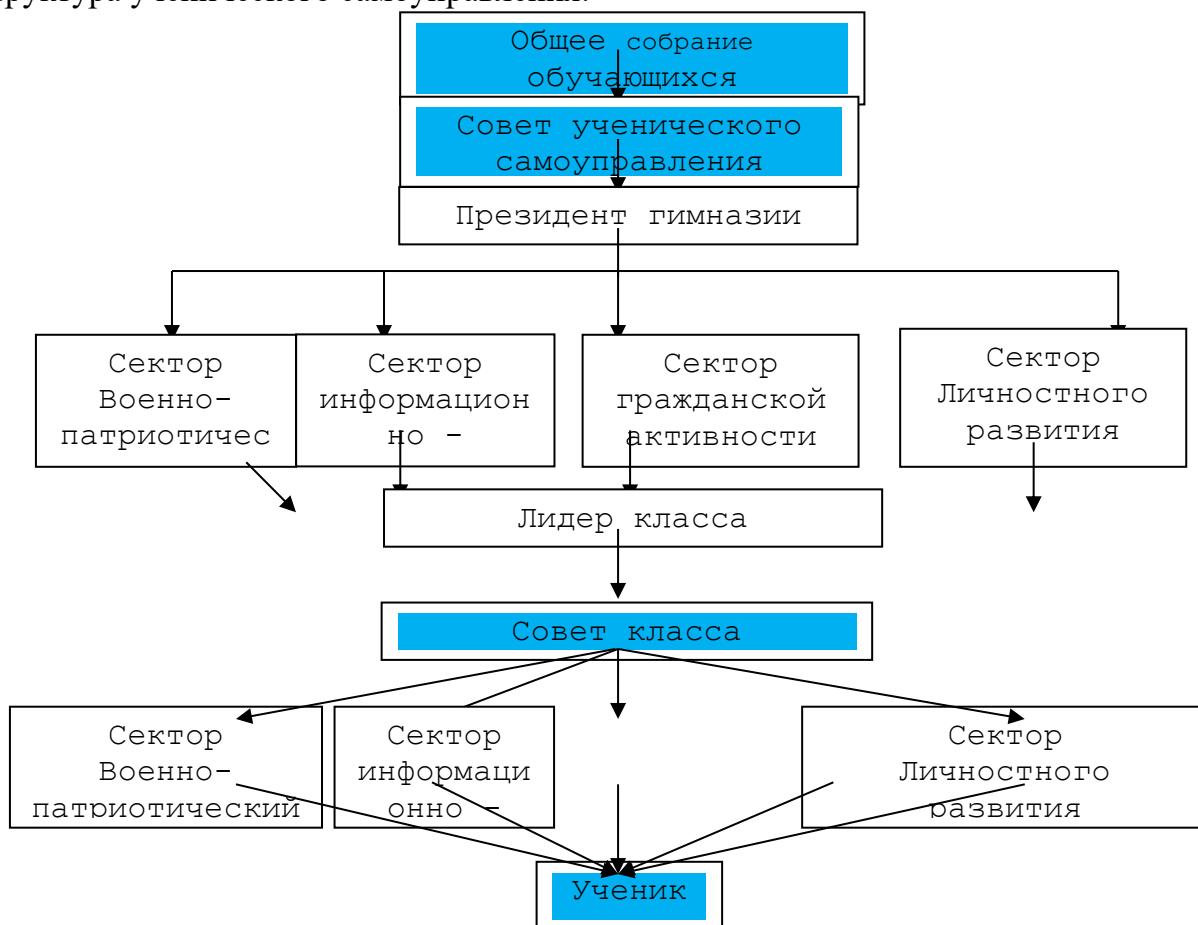 Общее собрание
обучающихся
Совет ученического
самоуправления
Президент гимназии
Сектор
Военно-
патриотичес
Сектор
информацион
но -
Сектор
гражданской
активности
Сектор
Личностного
развития
Лидер класса
Совет класса
Сектор
Военно-
патриотический
Сектор
информаци
онно -
Сектор
Личностного
развития
Ученик